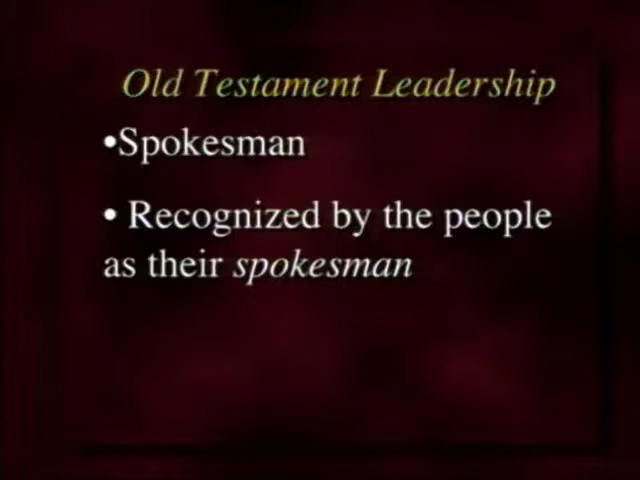 Old Testament Leadership
•Spokesman
• Recognized by the people
as their spokesman